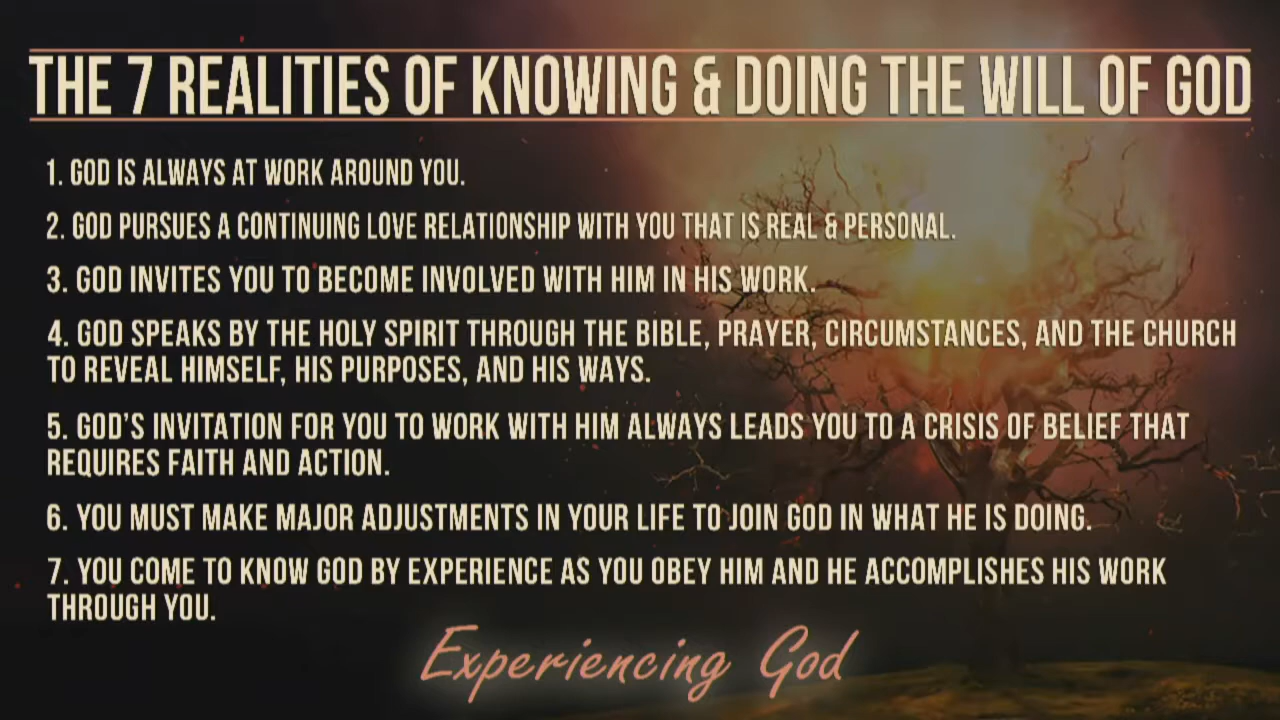 THE 7 REALITIES OF KNOWING & DOING THE WILL OF GOD
1. GOD IS ALWAYS AT WORK AROUND YOU.
2. GOD PURSUES A CONTINUING LOVE RELATIONSHIP WITH YOU THAT IS REAL & PERSONAL.
3. GOD INVITES YOU TO BECOME INVOLVED WITH HIM IN HIS WORK.
4. GOD SPEAKS BY THE HOLY SPIRIT THROUGH THE BIBLE, PRAYER, CIRCUMSTANCES, AND THE CHURCH
TO REVEAL HIMSELF, HIS PURPOSES, AND HIS WAYS.
5. GOD'S INVITATION FOR YOU TO WORK WITH HIM ALWAYS LEADS YOU TO A CRISIS OF BELIEF THAT
REQUIRES FAITH AND ACTION.
6. YOU MUST MAKE MAJOR ADJUSTMENTS IN YOUR LIFE TO JOIN GOD IN WHAT HE IS DOING.
7. YOU COME TO KNOW GOD BY EXPERIENCE AS YOU OBEY HIM AND HE ACCOMPLISHES HIS WORK
THROUGH YOU.
Experiencing God